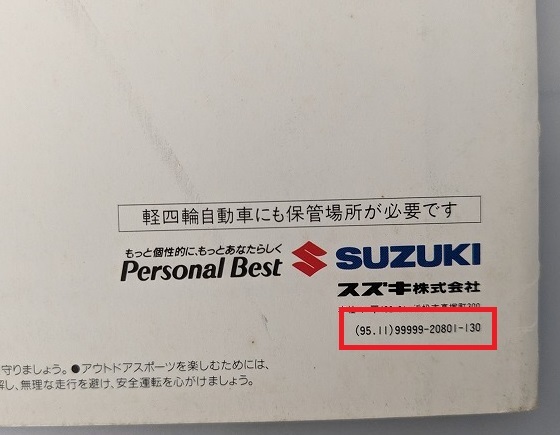 軽四輪自動車にも保管場所が必要です
もっと個性的に、もっとあなたらしく
Personal Best
SUZUKI
スズキ株式会社
(95.11)99999-20801-130
守りましょう。●アウトドアスポーツを楽しむためには、
解し、無理な走行を避け、安全運転を心がけましょう。